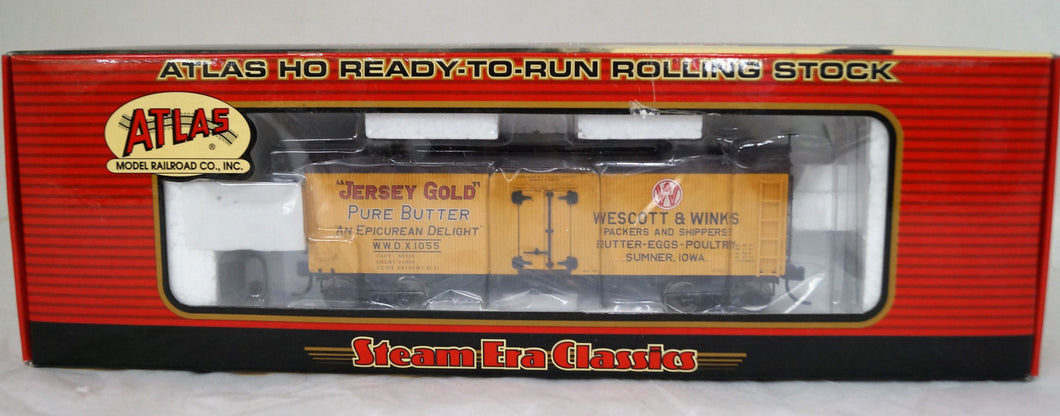 ATLAS HO READY-TO-RUN ROLLING STOCK
ATLAS
®
MODEL RAILROAD CO., INC.
"JERSEY GOLD"
PURE BUTTER
"AN EPICUREAN DELIGHT"
W.W.D.X. 1055
W
WESCOTT & WINKS
PACKERS AND SHIPPERS
BUTTER-EGGS-POULTRY
SUMNER, IOWA.
Steam Era Classics